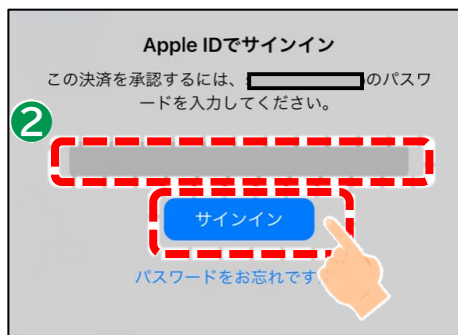 Apple IDでサインイン
この決済を承認するには、のパスワ
ードを入力してください。
2
サインイン
パスワードをお忘れです